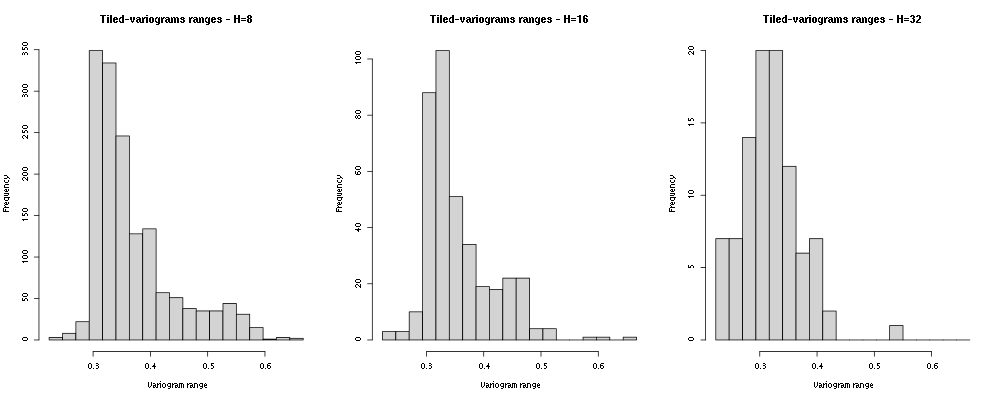 Tiled-variograms ranges - H=8
Frequency
350
300
250
200
150
100
50
0
0.3 0.4 0.5 0.6
Variogram range
Tiled-variograms ranges - H=16
Frequency
100
80
60
40
20
0
0.3 0.4 0.5 0.6
Variogram range
Tiled-variograms ranges - H=32
Frequency
20
15
10
5
0
0.3 0.4 0.5 0.6
Variogram range